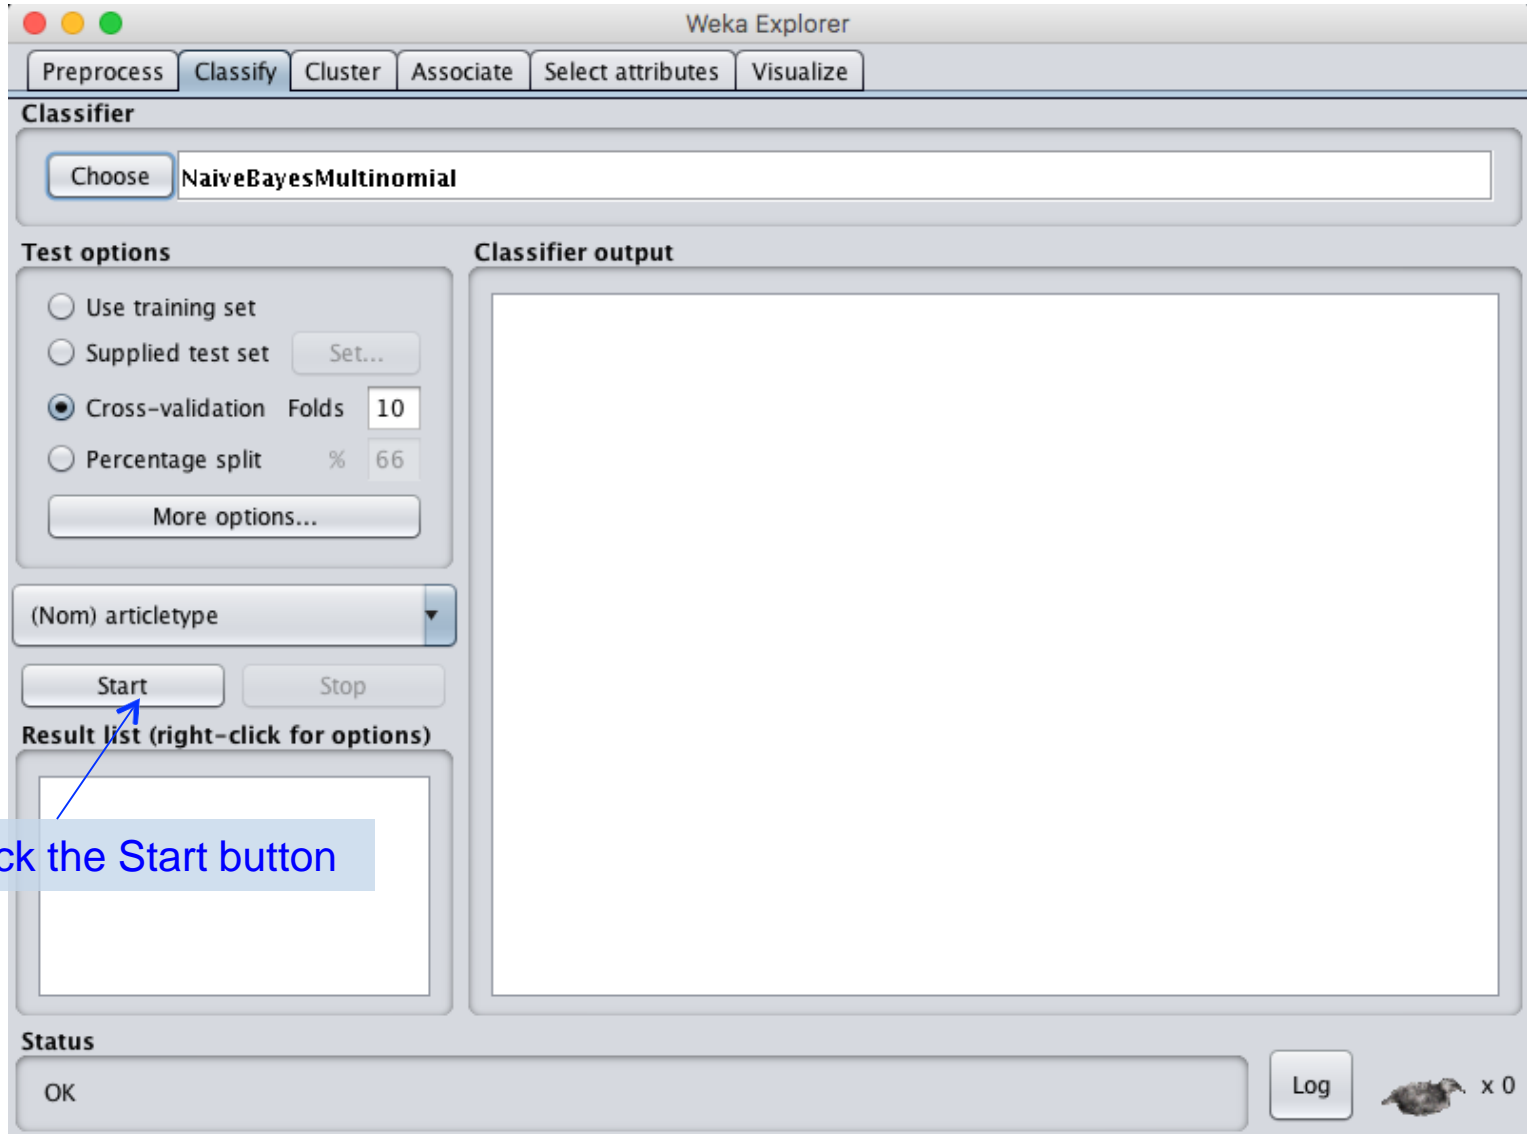 Weka Explorer
Preprocess Classify Cluster Associate Select attributes Visualize
Classifier
Choose NaiveBayesMultinomial
Test options
Use training set
Supplied test set Set...
Cross-validation Folds 10
Percentage split % 66
More options...
(Nom) articletype
Start Stop
Result list (right-click for options)
ck the Start button
Classifier output
Status
OK
Log x 0